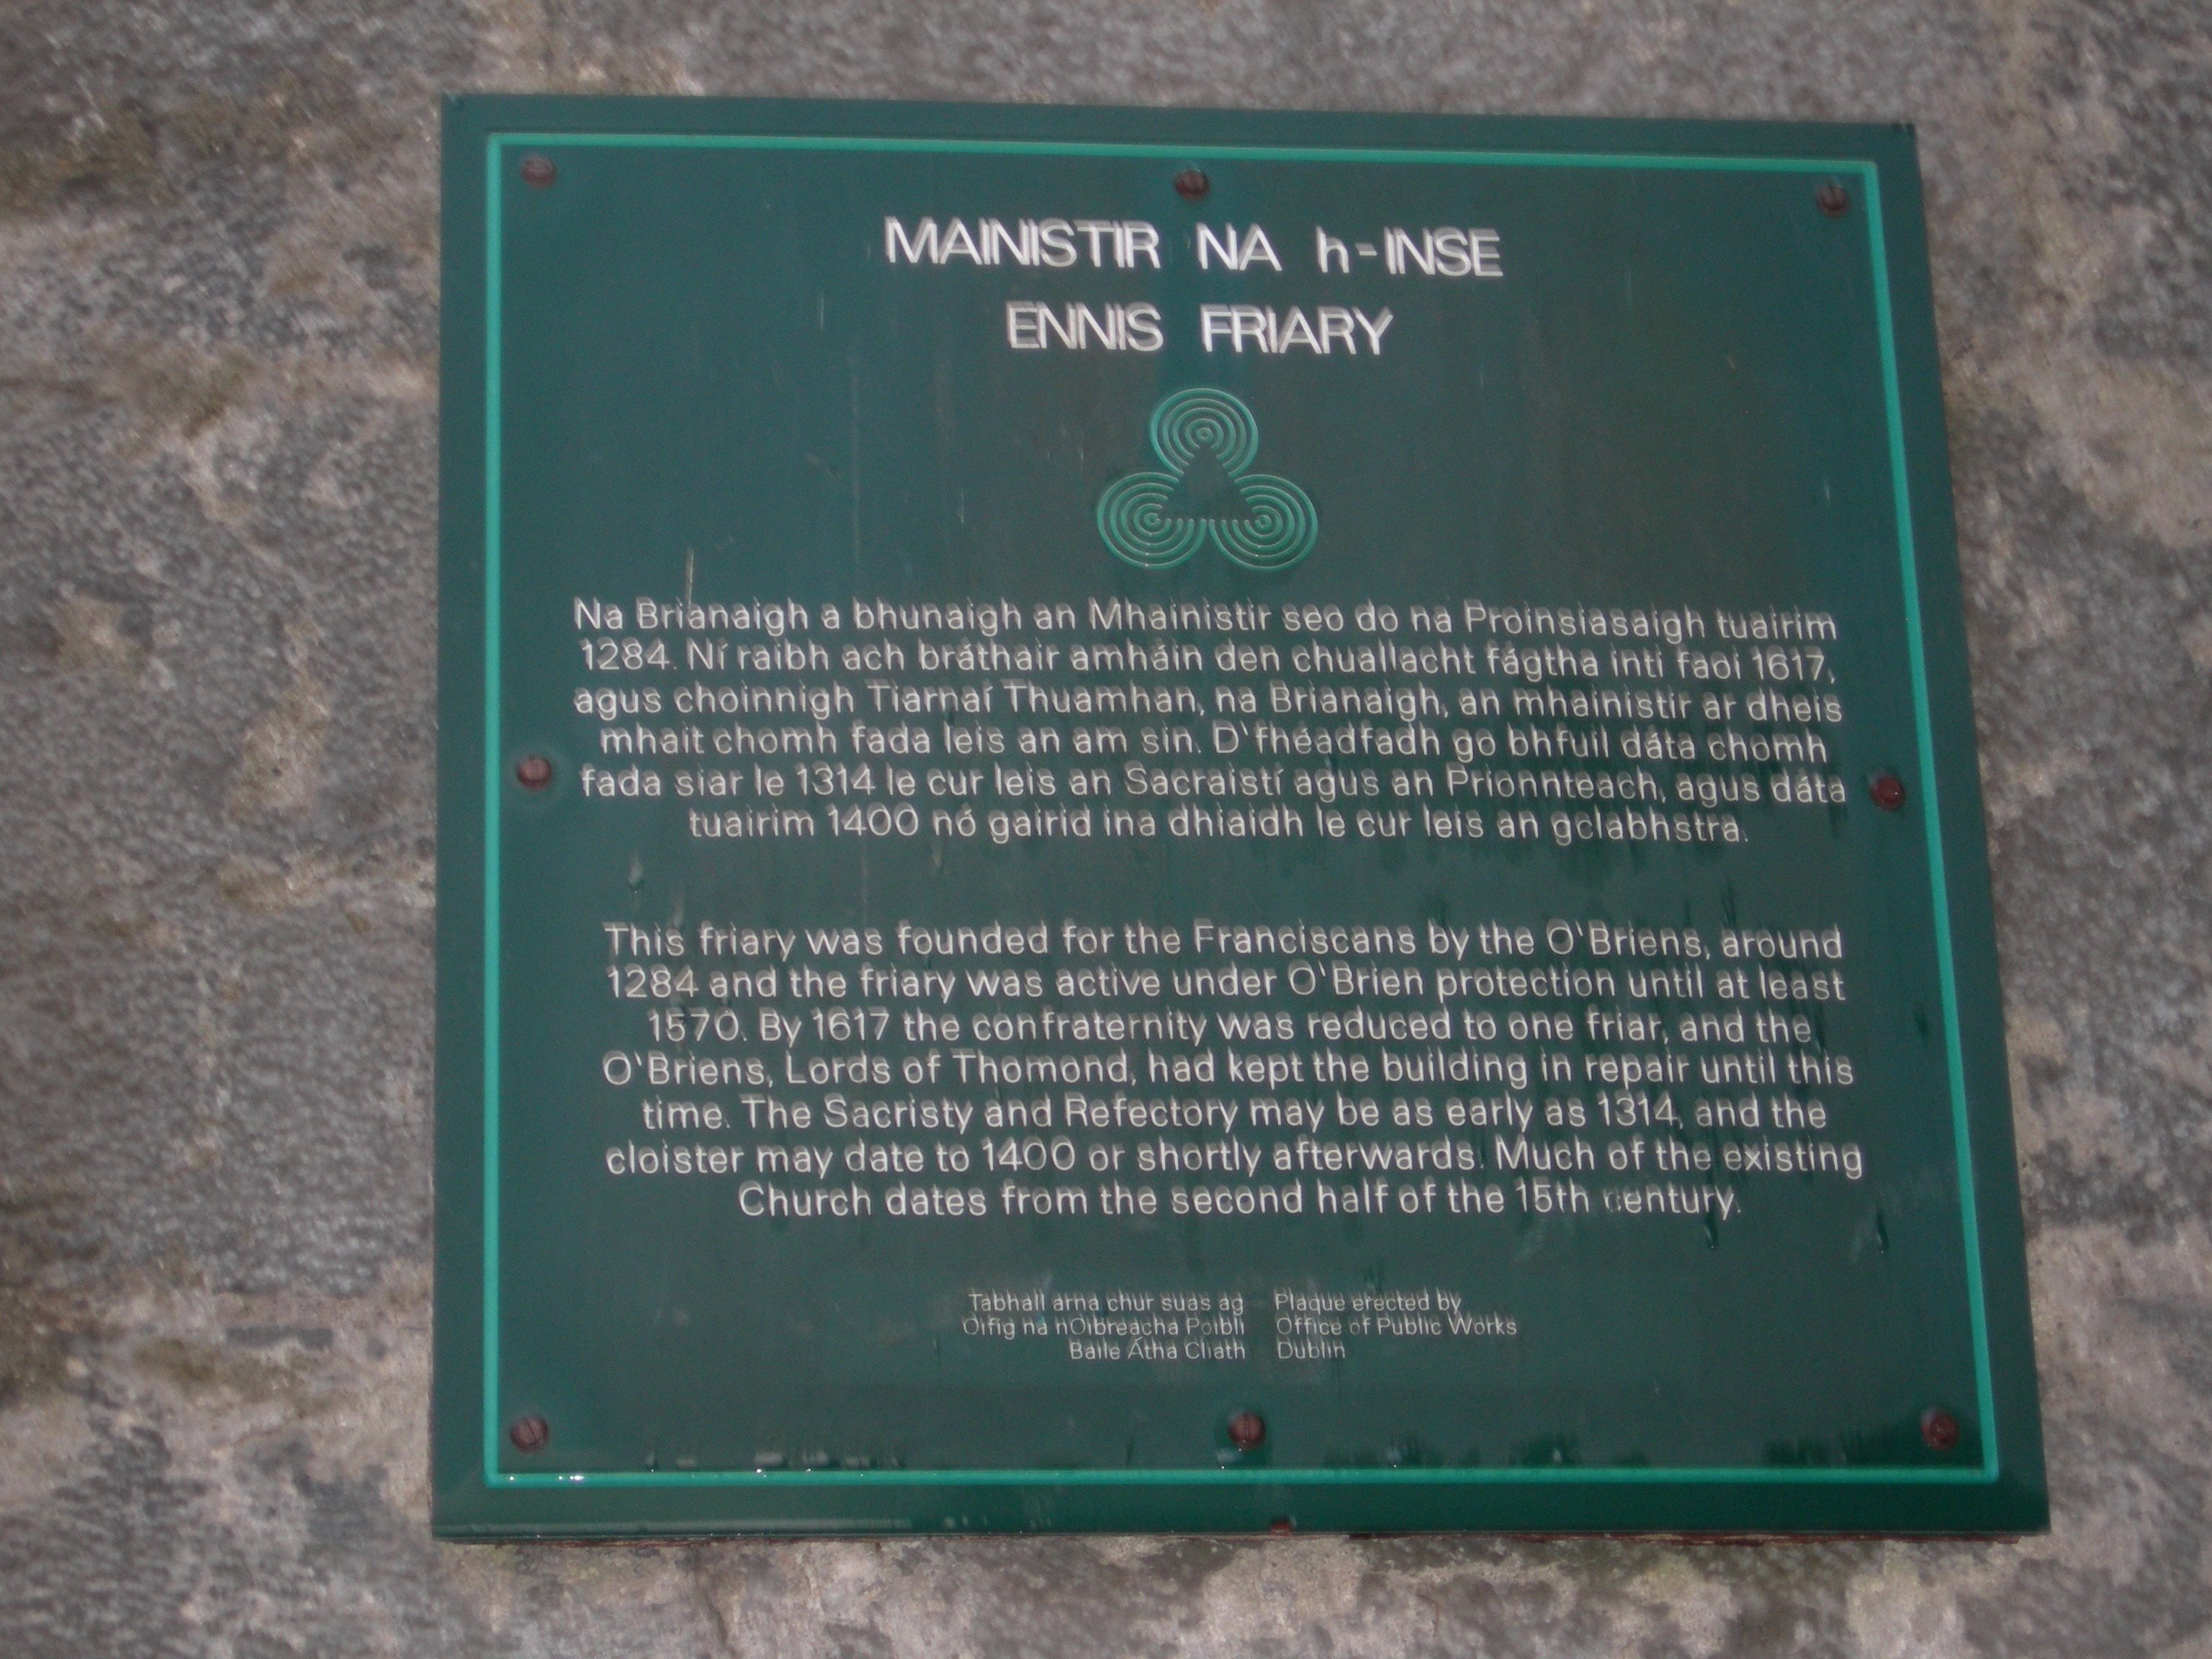 MAINISTIR NA h-INSE
ENNIS FRIARY
Na Brianaigh a bhunaigh an Mhainistir seo do na Proinsiasaigh tuairim
1284. Ní raibh ach bráthair amháin den chuallacht fágtha inti faoi 1617,
agus choinnigh Tiarnaí Thuamhan, na Brianaigh, an mhainistir ar dheis
mhait chomh fada leis an am sin. D'fhéadfadh go bhfuil dáta chomh
fada siar le 1314 le cur leis an Sacraistí agus an Prionnteach, agus dáta
tuairim 1400 nó gairid ina dhiaidh le cur leis an gclabhstra.
This friary was founded for the Franciscans by the O'Briens, around
1284 and the friary was active under O'Brien protection until at least
1570. By 1617 the confraternity was reduced to one friar, and the
O'Briens, Lords of Thomond, had kept the building in repair until this
time. The Sacristy and Refectory may be as early as 1314, and the
cloister may date to 1400 or shortly afterwards. Much of the existing
Church dates from the second half of the 15th century.
Tabhall arna chur suas ag
Oifig na nOibreacha Poiblí
Baile Átha Cliath
Plaque erected by
Office of Public Works
Dublin